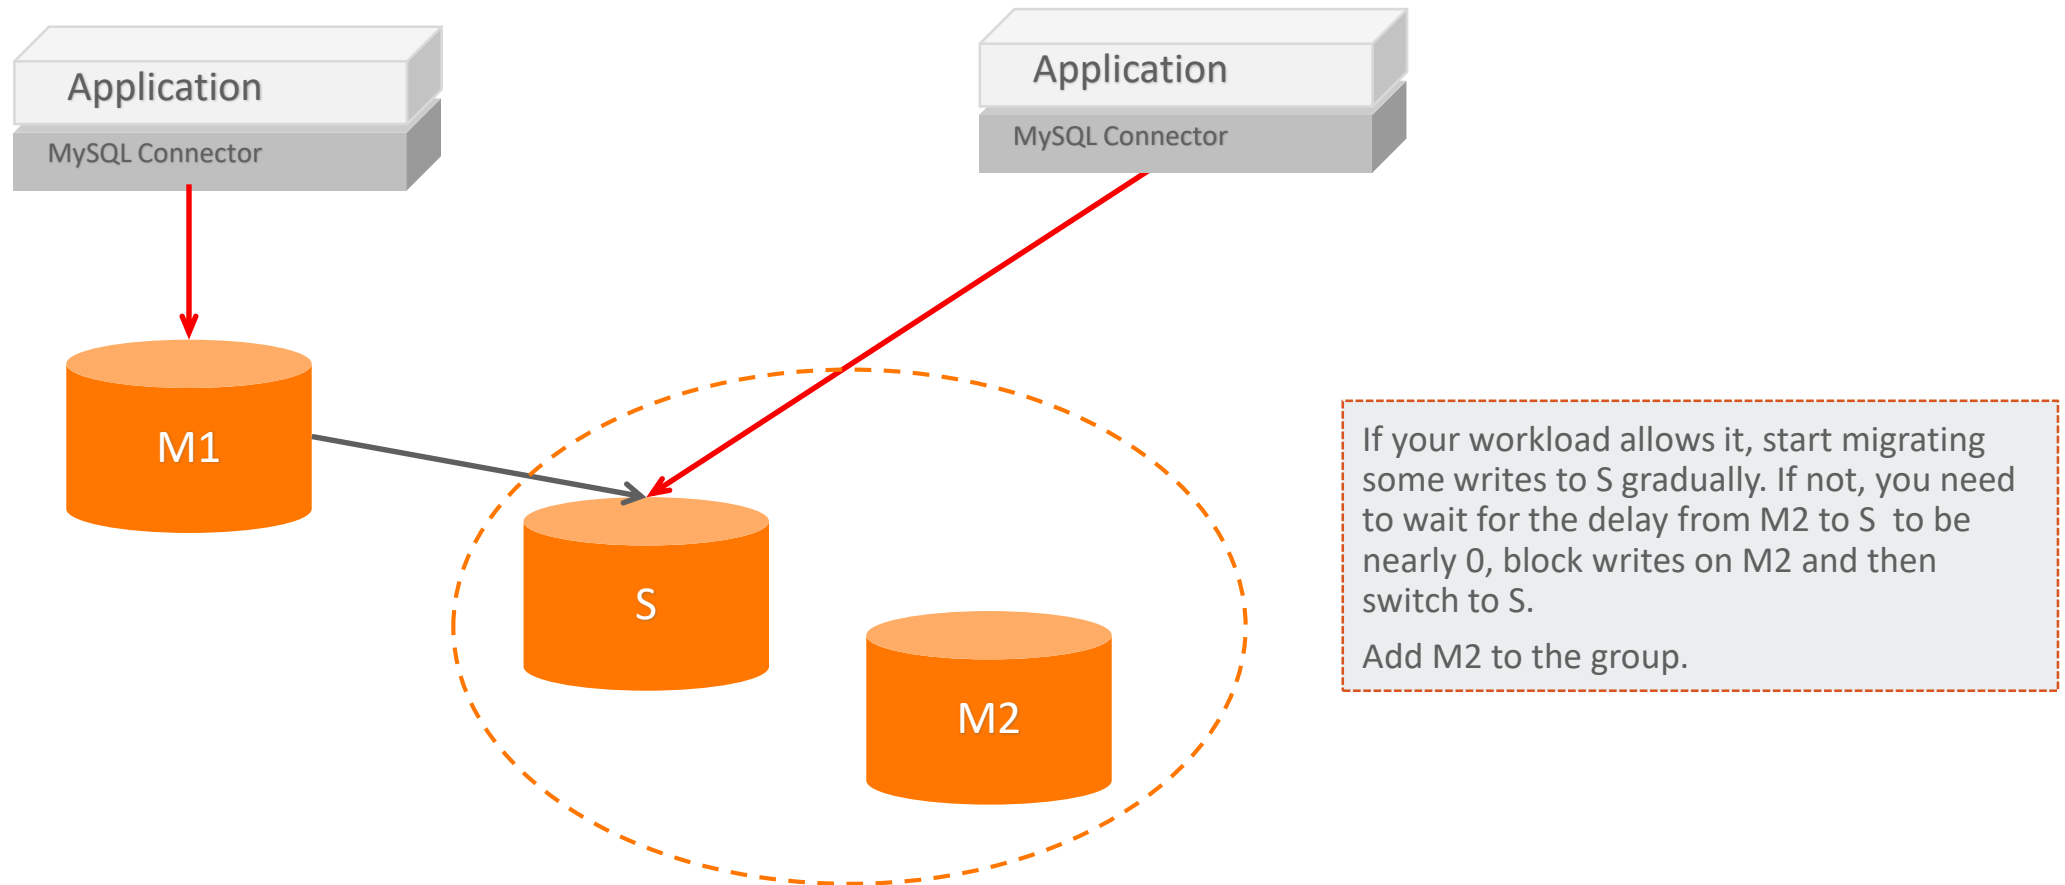 Application
MySQL Connector
Application
MySQL Connector
M1
S
M2
If your workload allows it, start migrating
some writes to S gradually. If not, you need
to wait for the delay from M2 to S  to be
nearly 0, block writes on M2 and then
switch to S.
Add M2 to the group.